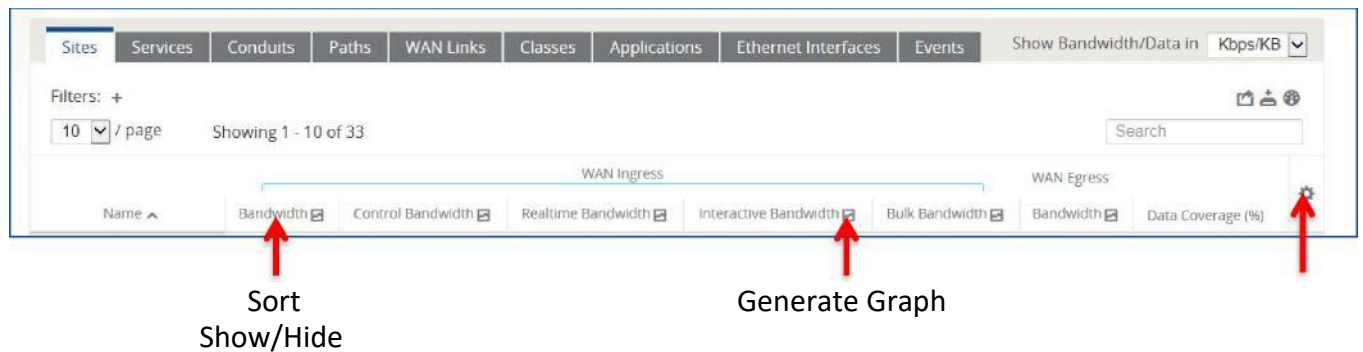 Sites Services Conduits Paths WAN Links Classes Applications Ethernet Interfaces Events Show Bandwidth/Data in Kbps/KB
Filters: +
10 / page Showing 1 - 10 of 33 Search
WAN Ingress WAN Egress
Name Bandwidth Control Bandwidth Realtime Bandwidth Interactive Bandwidth Bulk Bandwidth Bandwidth Data Coverage (%)
Sort Generate Graph
Show/Hide